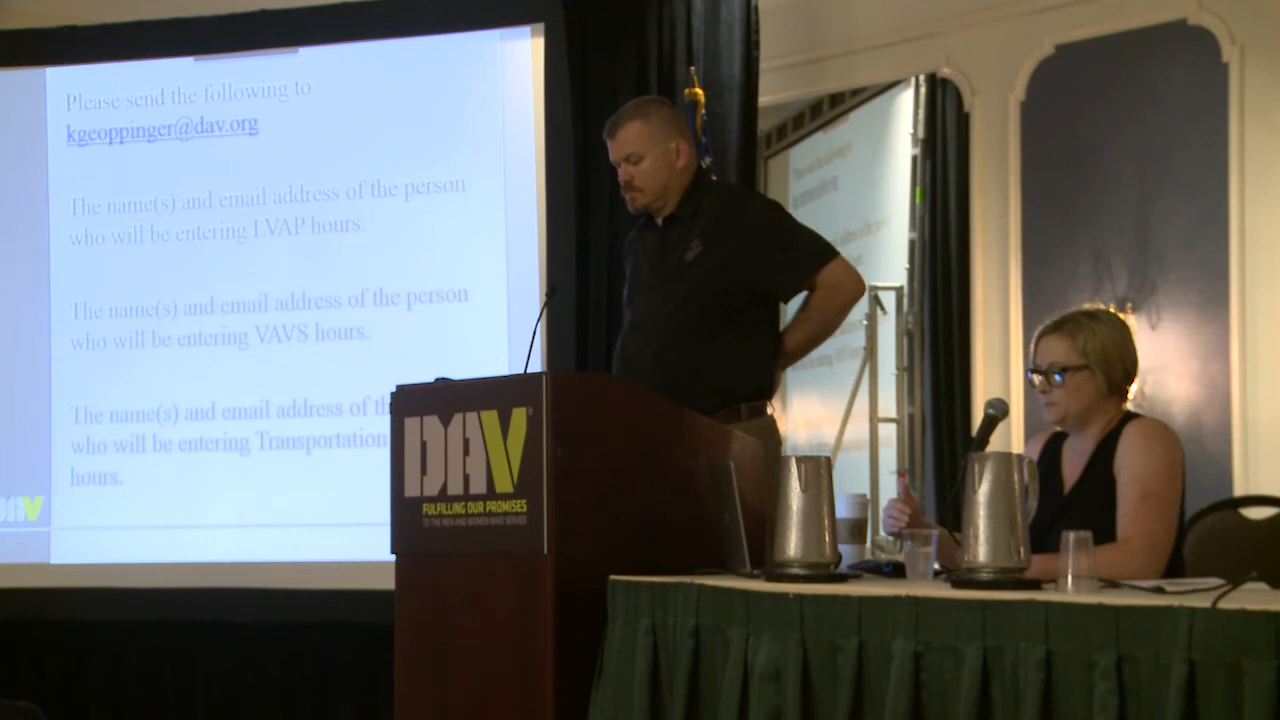 Please send the following to
kgeoppinger@dav.org
The name(s) and email address of the person
who will be entering LVAP hours.
The name(s) and email address of the person
who will be entering VAVS hours.
The name(s) and email address of
who will be entering Transportation
hours.
DAV
DAV
FULFILLING OUR PROMISES
TO THE MEN AND WOMEN WHO SERVED